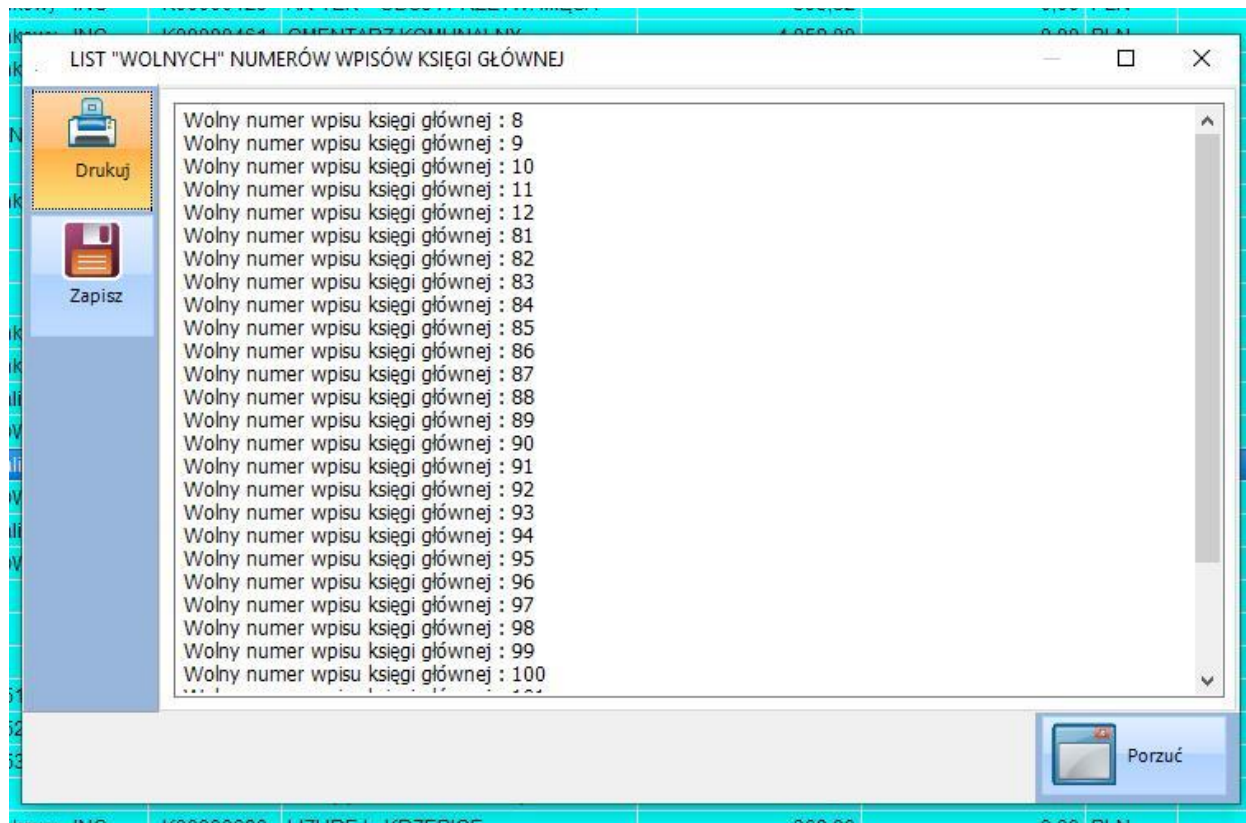 LIST "WOLNYCH" NUMERÓW WPISÓW KSIĘGI GŁÓWNEJ
Drukuj
Zapisz
Wolny numer wpisu księgi głównej : 8
Wolny numer wpisu księgi głównej : 9
Wolny numer wpisu księgi głównej : 10
Wolny numer wpisu księgi głównej : 11
Wolny numer wpisu księgi głównej : 12
Wolny numer wpisu księgi głównej : 81
Wolny numer wpisu księgi głównej : 82
Wolny numer wpisu księgi głównej : 83
Wolny numer wpisu księgi głównej : 84
Wolny numer wpisu księgi głównej : 85
Wolny numer wpisu księgi głównej : 86
Wolny numer wpisu księgi głównej : 87
Wolny numer wpisu księgi głównej : 88
Wolny numer wpisu księgi głównej : 89
Wolny numer wpisu księgi głównej : 90
Wolny numer wpisu księgi głównej : 91
Wolny numer wpisu księgi głównej : 92
Wolny numer wpisu księgi głównej : 93
Wolny numer wpisu księgi głównej : 94
Wolny numer wpisu księgi głównej : 95
Wolny numer wpisu księgi głównej : 96
Wolny numer wpisu księgi głównej : 97
Wolny numer wpisu księgi głównej : 98
Wolny numer wpisu księgi głównej : 99
Wolny numer wpisu księgi głównej : 100
Porzuć